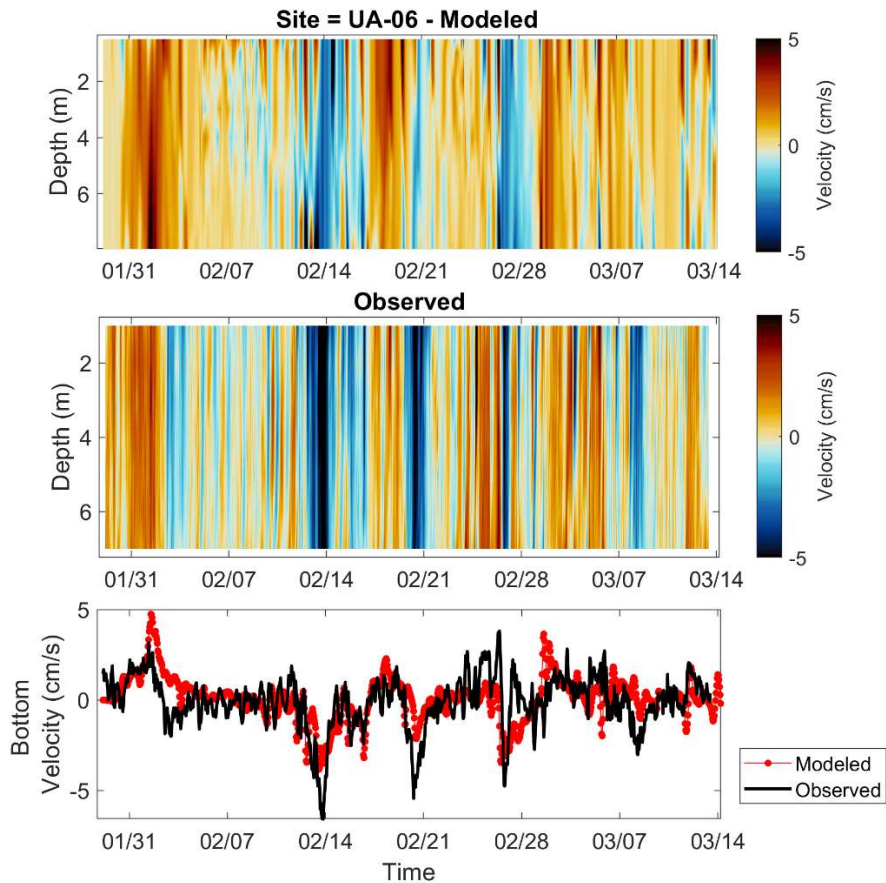 Site = UA-06 - Modeled
Depth (m)
2
4
6
01/31 02/07 02/14 02/21 02/28 03/07 03/14
5
0
-5
Velocity (cm/s)
Observed
Depth (m)
2
4
6
01/31 02/07 02/14 02/21 02/28 03/07 03/14
5
0
-5
Velocity (cm/s)
Bottom
Velocity (cm/s)
5
0
-5
01/31 02/07 02/14 02/21 02/28 03/07 03/14
Time
Modeled
Observed